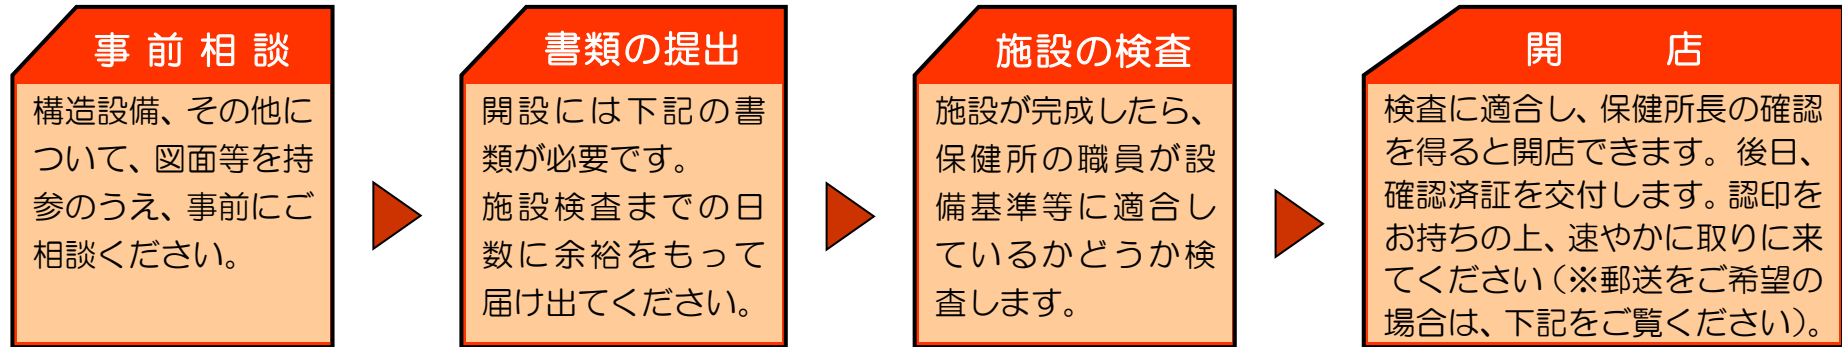 事前相談
構造設備、その他に
ついて、図面等を持
参のうえ、事前にご
相談ください。
書類の提出
開設には下記の書
類が必要です。
施設検査までの日
数に余裕をもって
届け出てください。
施設の検査
施設が完成したら、
保健所の職員が設
備基準等に適合し
ているかどうか検
査します。
開店
検査に適合し、保健所長の確認
を得ると開店できます。後日、
確認済証を交付します。認印を
お持ちの上、速やかに取りに来
てください（※郵送をご希望の
場合は、下記をご覧ください）。